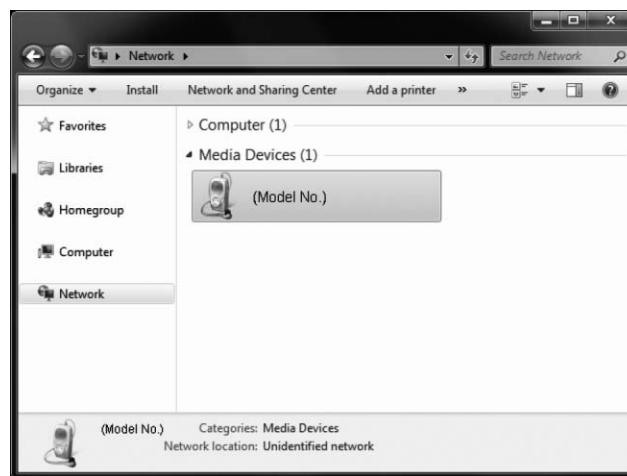 Network
Search Network
Organize Install Network and Sharing Center Add a printer »
Favorites
Libraries
Homegroup
Computer
Network
Computer (1)
Media Devices (1)
(Model No.)
(Model No.) Categories: Media Devices
Network location: Unidentified network